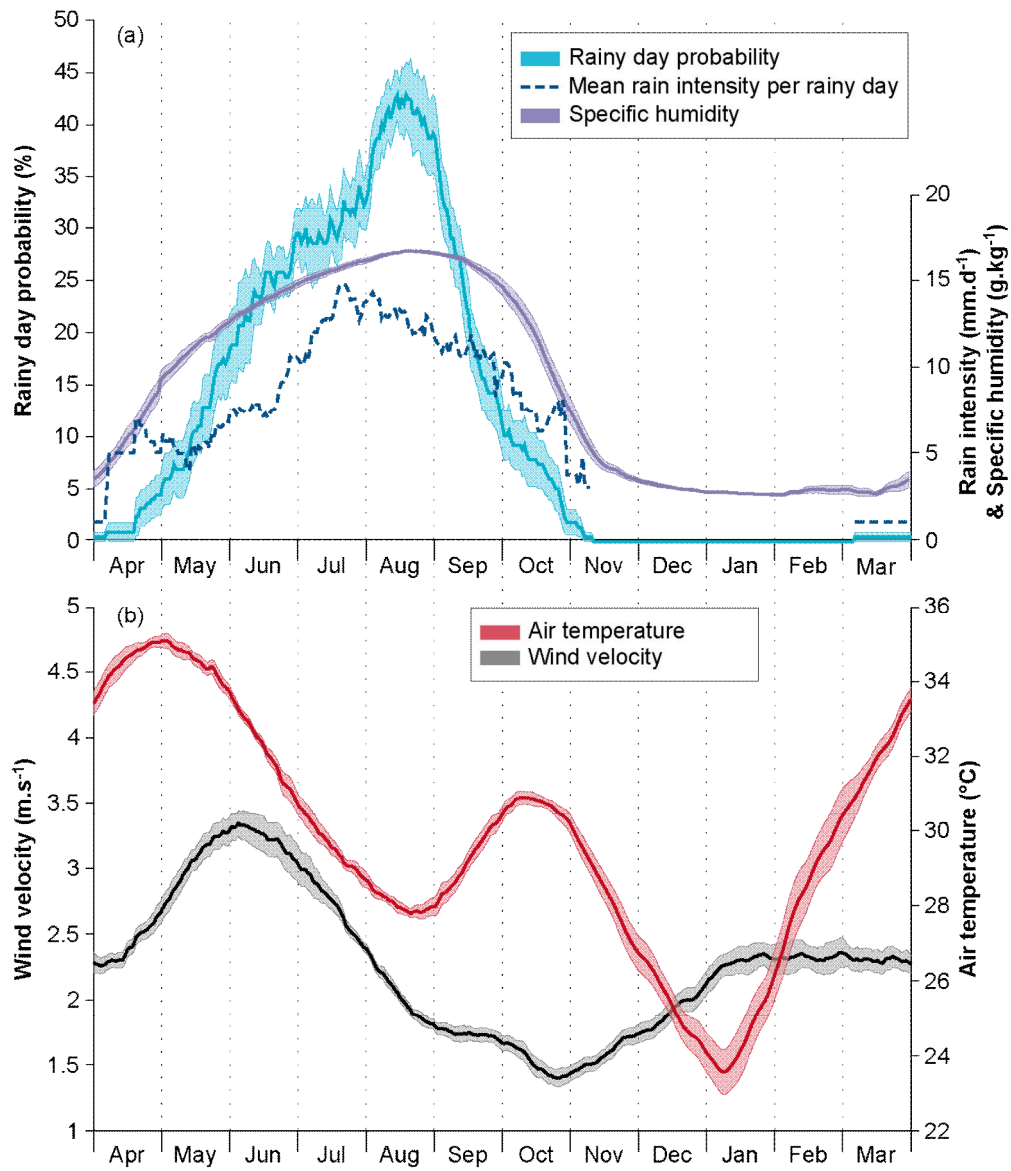 (a)
Rainy day probability
Mean rain intensity per rainy day
Specific humidity
Rainy day probability (%)
50
45
40
35
30
25
20
15
10
5
0
20
15
10
5
0
Rain intensity (mm.d⁻¹)
& Specific humidity (g.kg⁻¹)
Apr May Jun Jul Aug Sep Oct Nov Dec Jan Feb Mar
(b)
Air temperature
Wind velocity
Wind velocity (m.s⁻¹)
5
4.5
4
3.5
3
2.5
2
1.5
1
36
34
32
30
28
26
24
22
Air temperature (°C)
Apr May Jun Jul Aug Sep Oct Nov Dec Jan Feb Mar